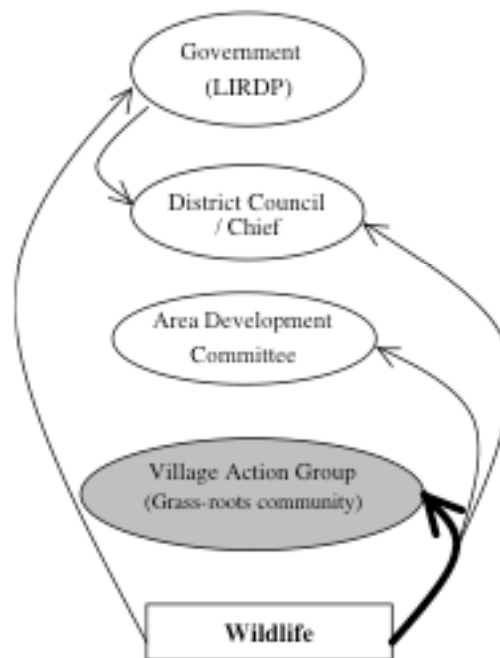 Government
(LIRDP)
District Council
/ Chief
Area Development
Committee
Village Action Group
(Grass-roots community)
Wildlife